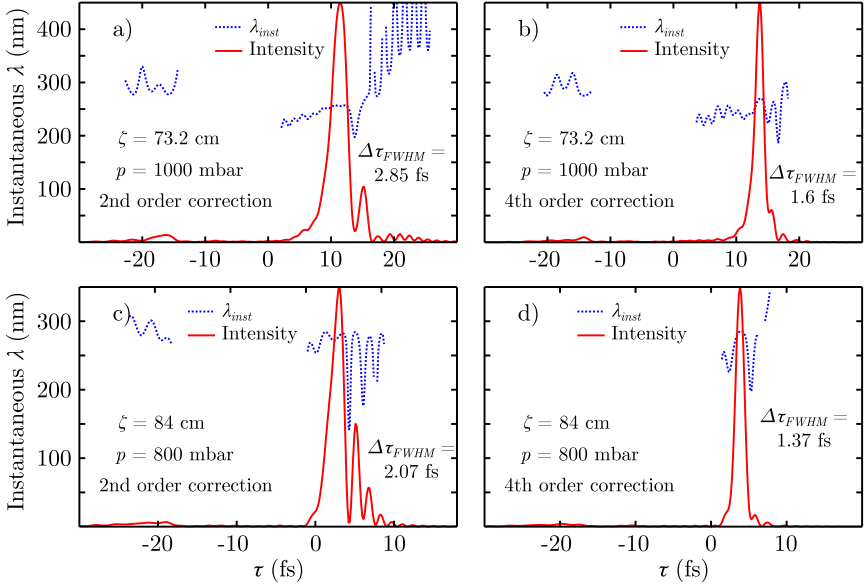 a)
λinst
Intensity
ζ = 73.2 cm
p = 1000 mbar
2nd order correction
ΔτFWHM =
2.85 fs
Instantaneous λ (nm)
400
300
200
100
-20
-10
0
10
20
b)
λinst
Intensity
ζ = 73.2 cm
p = 1000 mbar
4th order correction
ΔτFWHM =
1.6 fs
-20
-10
0
10
20
c)
λinst
Intensity
ζ = 84 cm
p = 800 mbar
2nd order correction
ΔτFWHM =
2.07 fs
Instantaneous λ (nm)
300
200
100
-20
-10
0
10
τ (fs)
d)
λinst
Intensity
ζ = 84 cm
p = 800 mbar
4th order correction
ΔτFWHM =
1.37 fs
-20
-10
0
10
τ (fs)